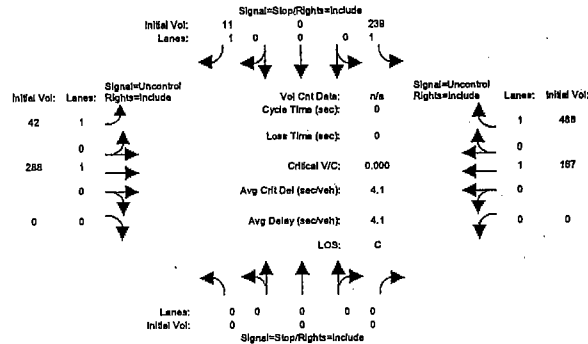 Signal=Stop/Rights=Include
Initial Vol: 11 0 239
Lanes: 1 0 0 0 1
Signal=Uncontrol
Initial Vol: Lanes: Rights=Include
Vol Cnt Date: n/a
Cycle Time (sec): 0
Signal=Uncontrol
Rights=Include Lanes: Initial Vol:
42 1
1 488
Loss Time (sec): 0
0
0
288 1
Critical V/C: 0.000
1 167
0
Avg Crit Del (sec/veh): 4.1
0
0 0
Avg Delay (sec/veh): 4.1
0 0
LOS: C
Lanes: 0 0 0 0 0
Initial Vol: 0 0 0
Signal=Stop/Rights=Include